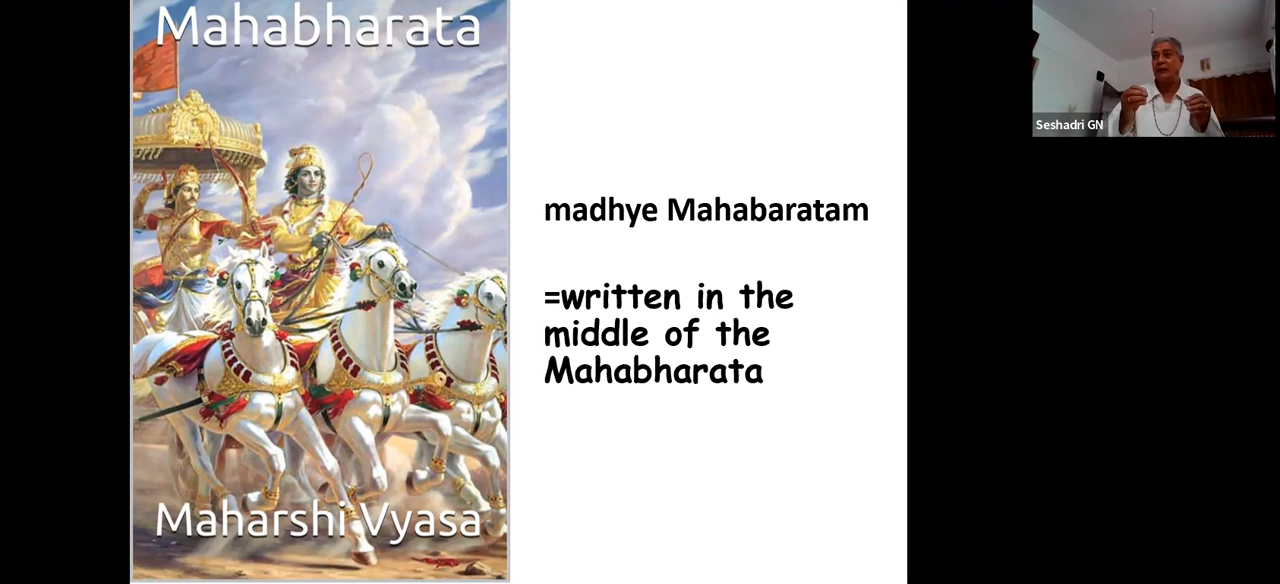 Mahabharata
Maharshi Vyasa
madhye Mahabaratam
=written in the
middle of the
Mahabharata
Seshadri GN